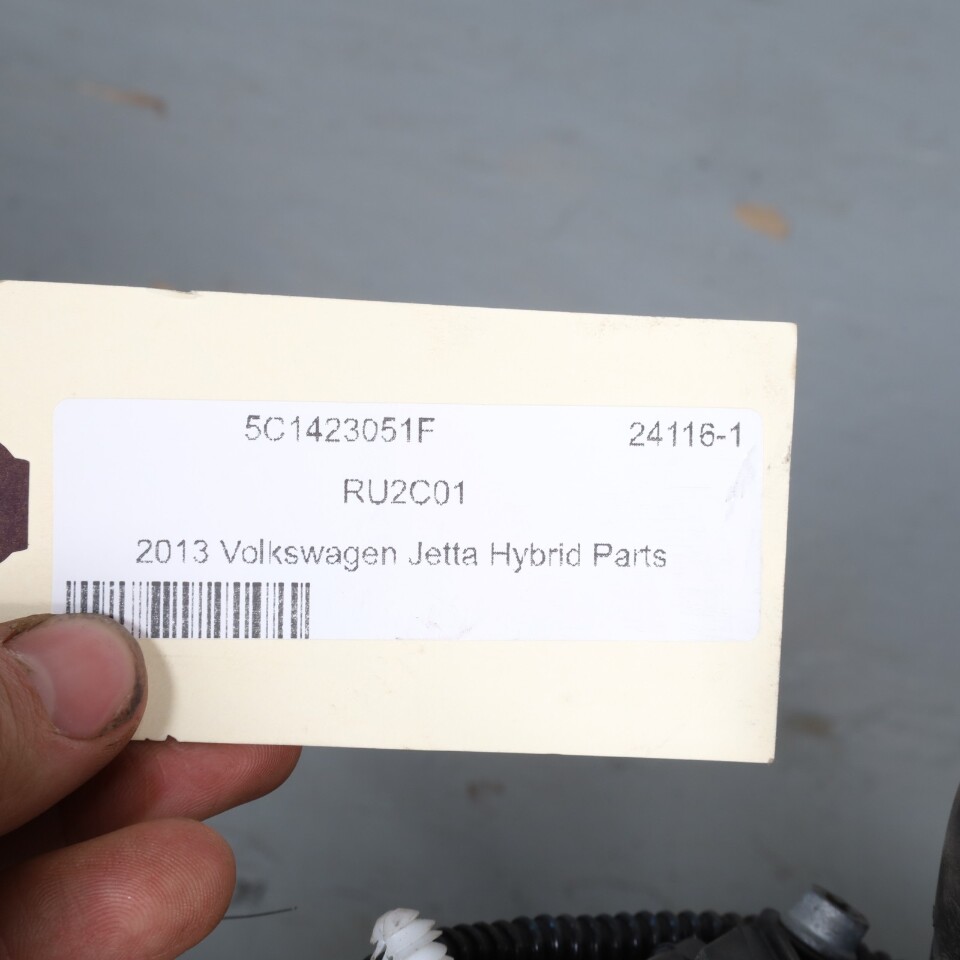 5C1423051F 24116-1
RU2C01
2013 Volkswagen Jetta Hybrid Parts